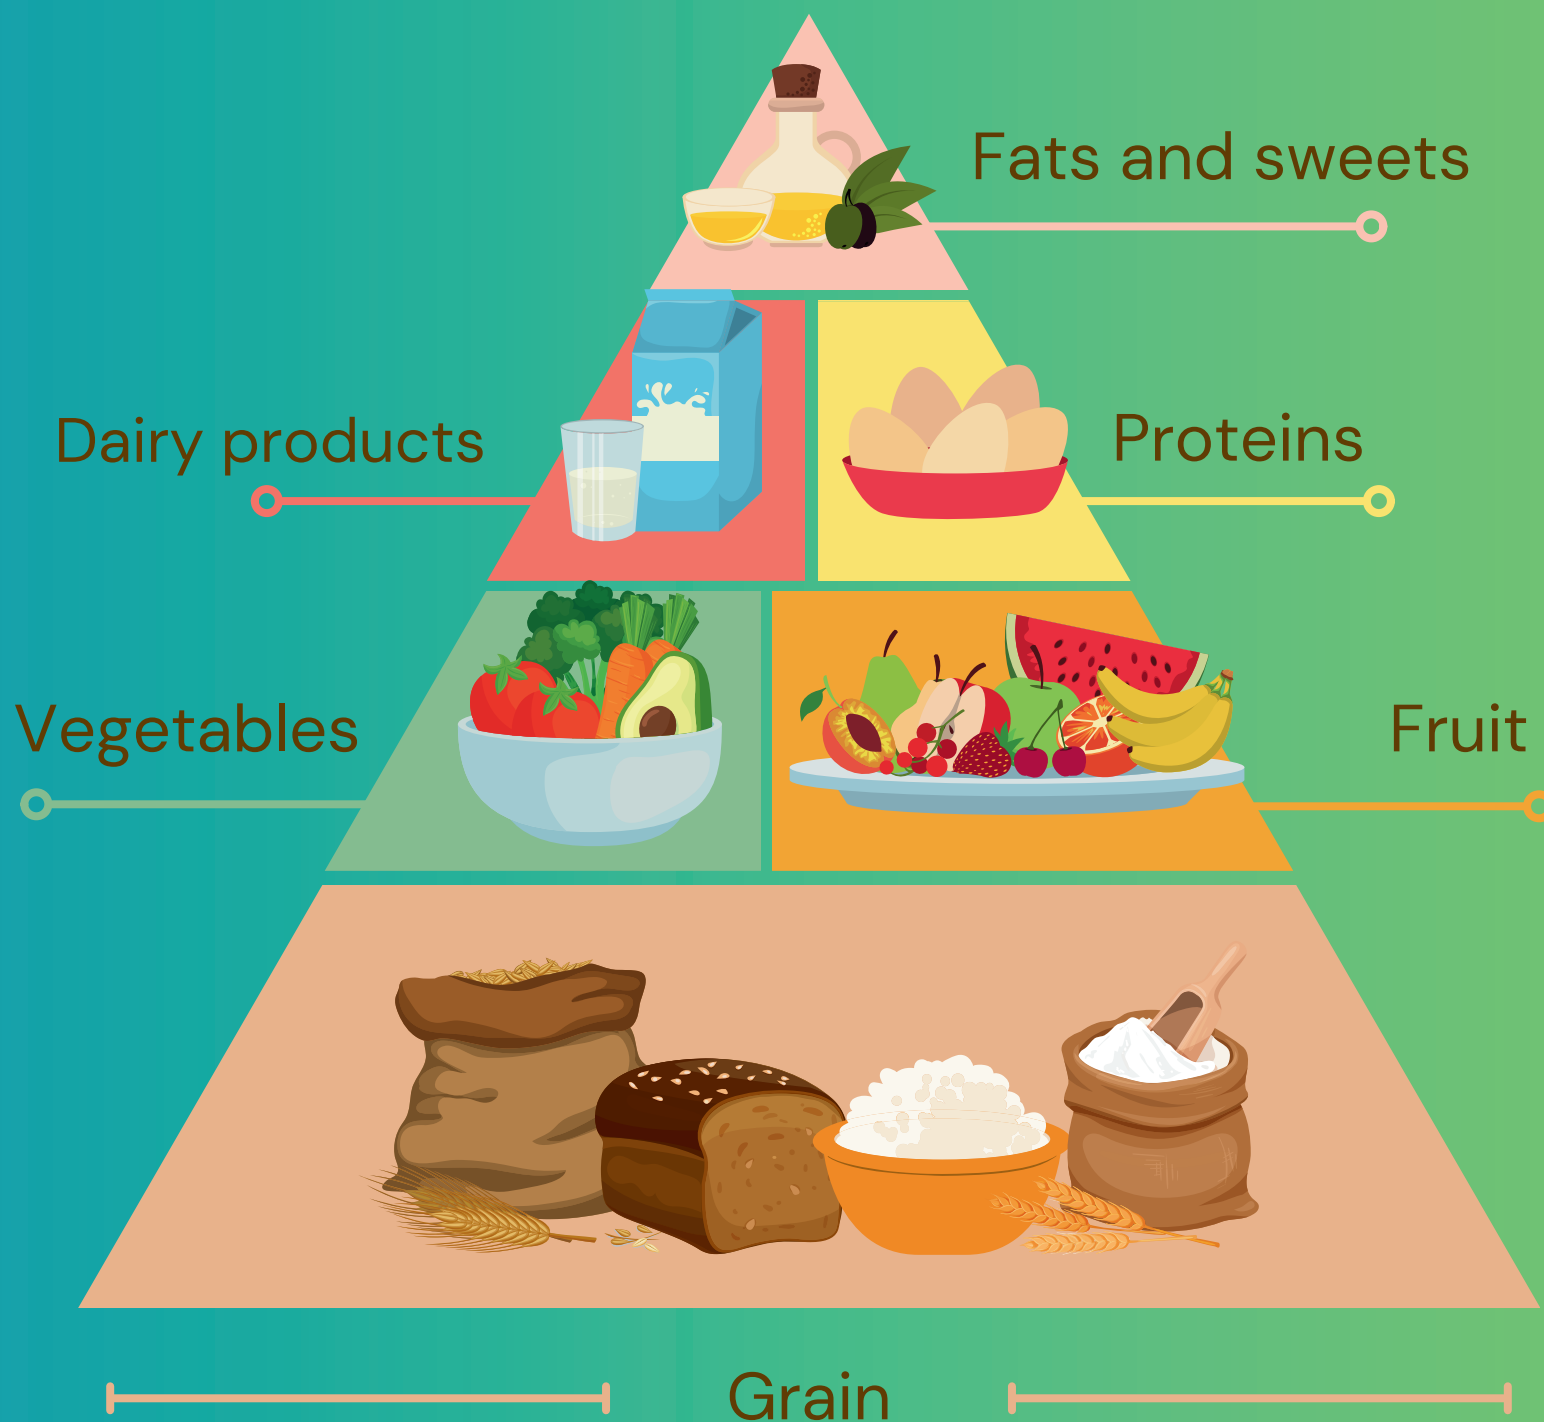 Fats and sweets
Dairy products
Proteins
Vegetables
Fruit
Grain